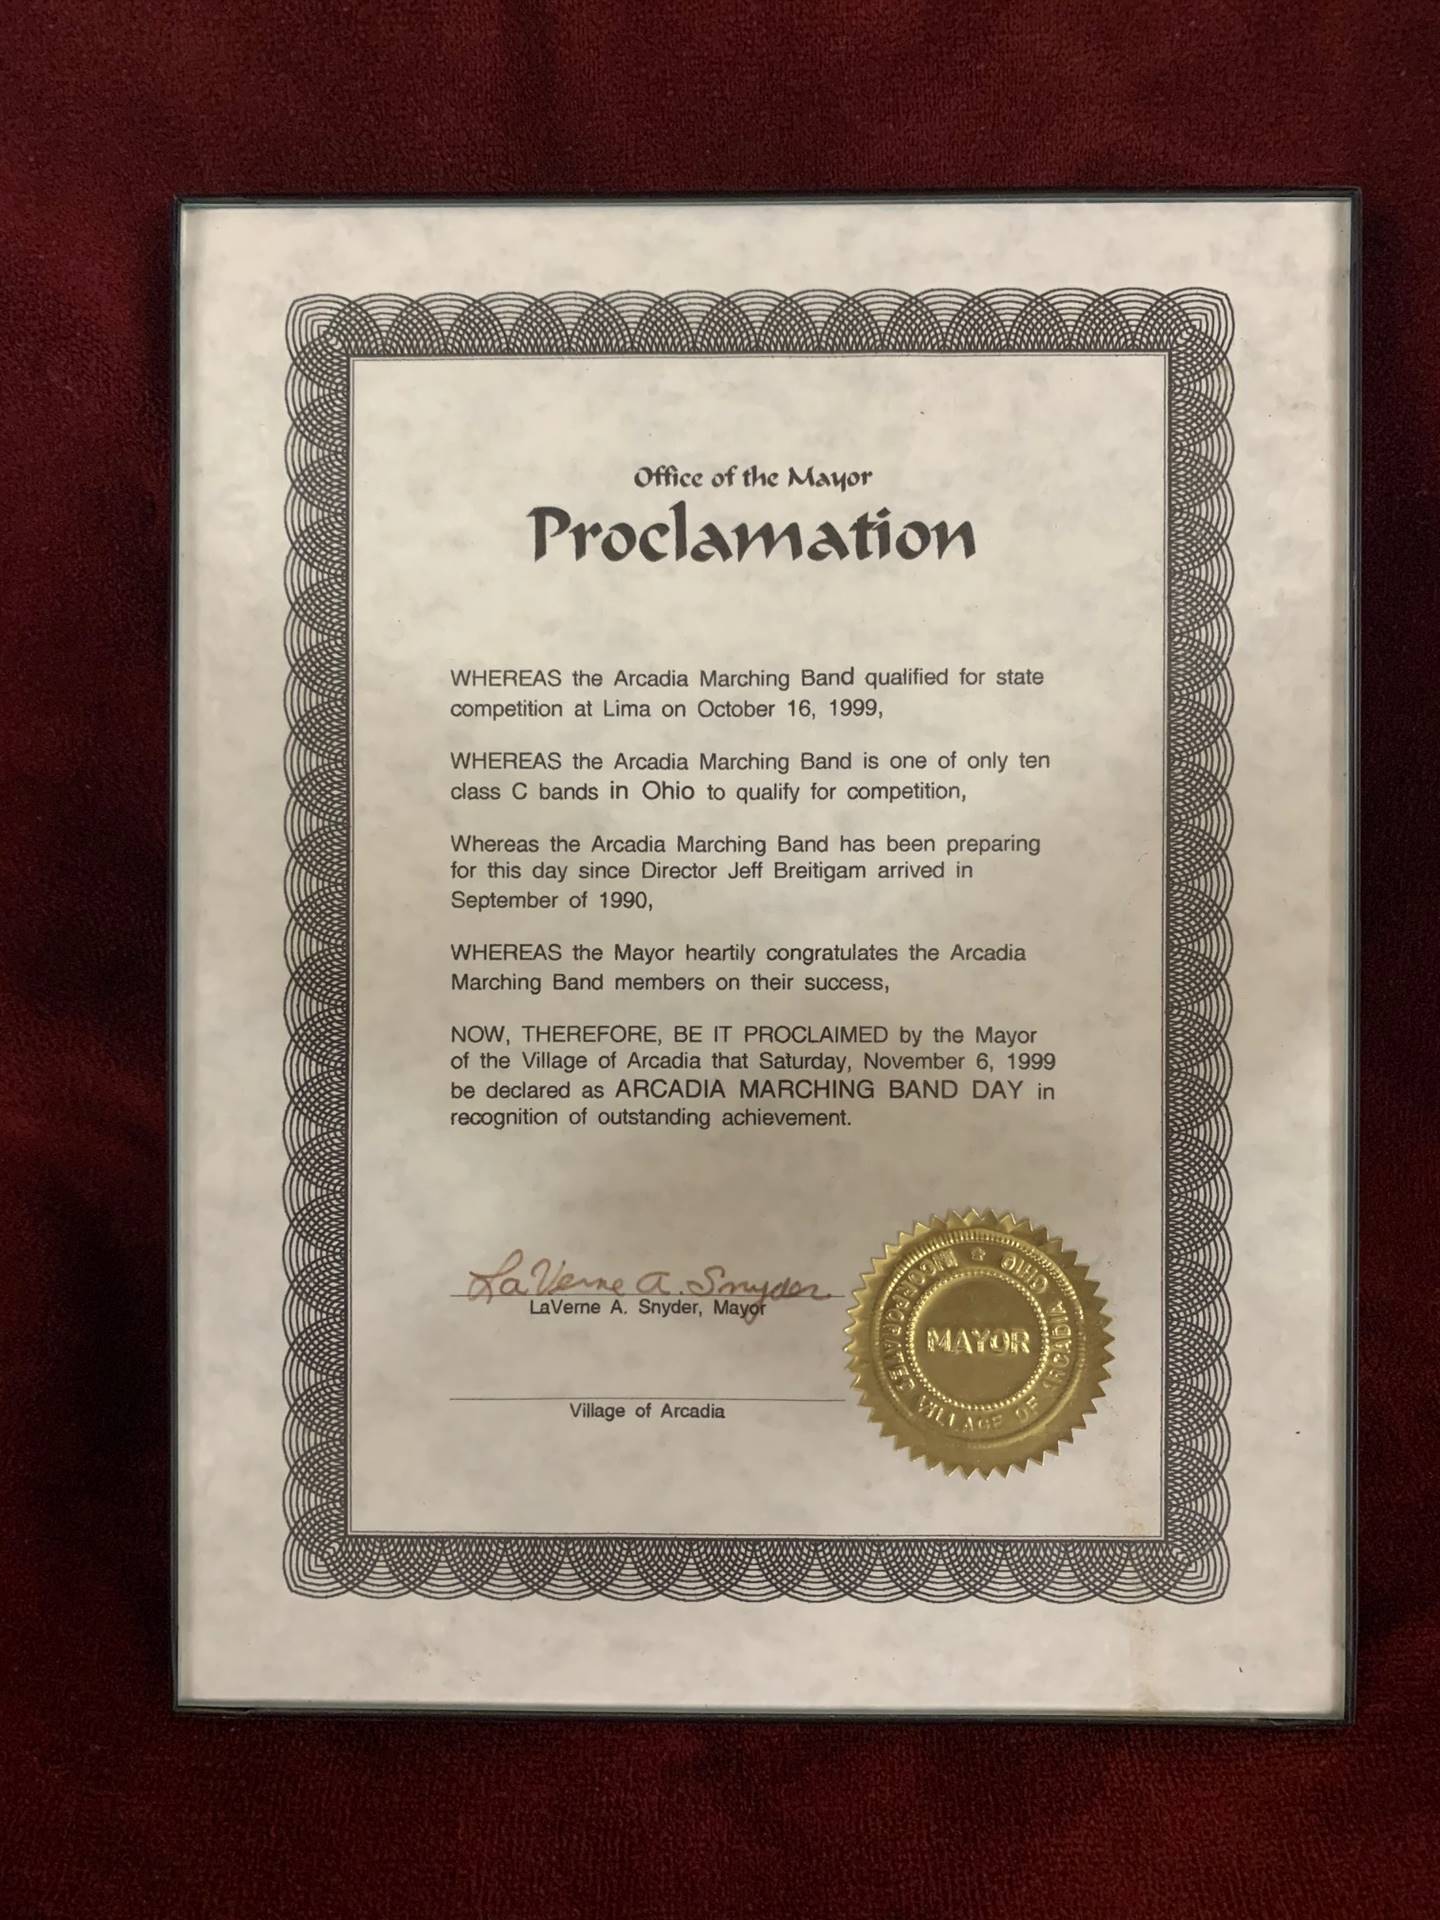 Office of the Mayor
Proclamation
WHEREAS the Arcadia Marching Band qualified for state
competition at Lima on October 16, 1999,
WHEREAS the Arcadia Marching Band is one of only ten
class C bands in Ohio to qualify for competition,
Whereas the Arcadia Marching Band has been preparing
for this day since Director Jeff Breitigam arrived in
September of 1990,
WHEREAS the Mayor heartily congratulates the Arcadia
Marching Band members on their success,
NOW, THEREFORE, BE IT PROCLAIMED by the Mayor
of the Village of Arcadia that Saturday, November 6, 1999
be declared as ARCADIA MARCHING BAND DAY in
recognition of outstanding achievement.
LaVerne A. Snyder
LaVerne A. Snyder, Mayor
Village of Arcadia
INCORPORATED VILLAGE OF ARCADIA OHIO
MAYOR